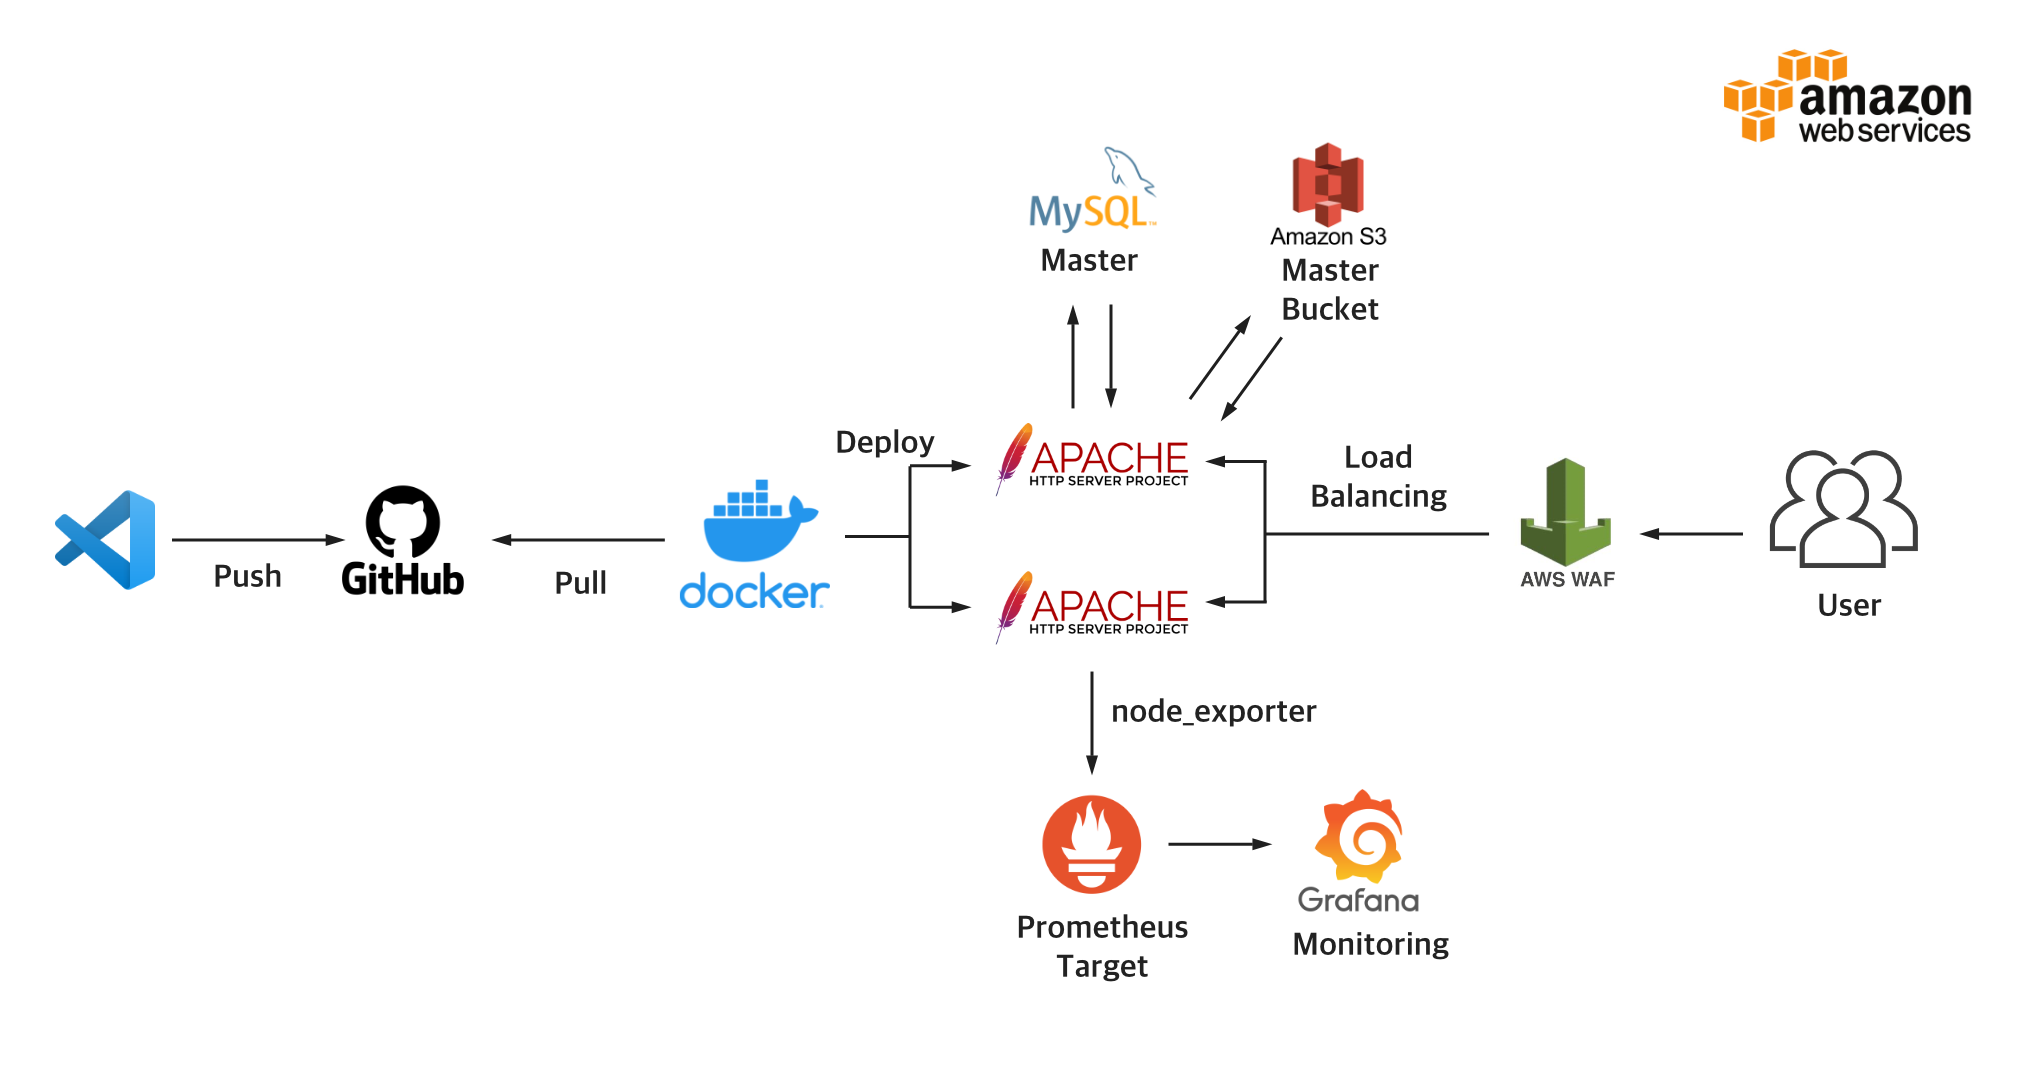 amazon
web services
MySQL™
Master
Amazon S3
Master
Bucket
Deploy
APACHE
HTTP SERVER PROJECT
Load
Balancing
GitHub
Push
Pull
docker
APACHE
HTTP SERVER PROJECT
AWS WAF
User
node_exporter
Prometheus
Target
Grafana
Monitoring